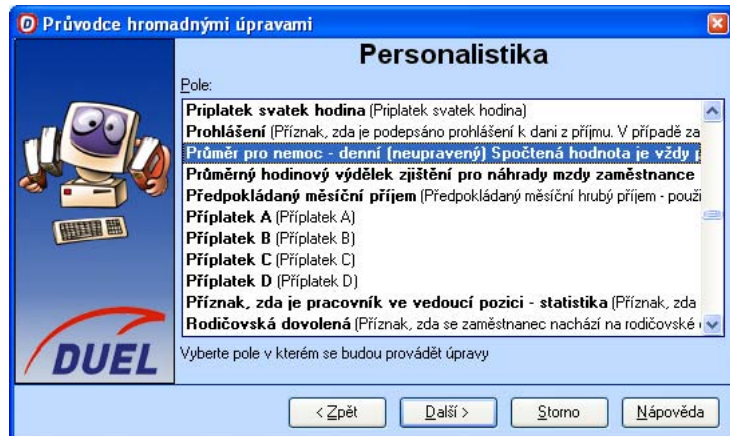 Průvodce hromadnými úpravami
Personalistika
Pole:
Priplatek svatek hodina (Priplatek svatek hodina)
Prohlášení (Příznak, zda je podepsáno prohlášení k dani z příjmu. V případě za
Průměr pro nemoc - denní (neupravený) Spočtená hodnota je vždy p
Průměrný hodinový výdělek zjištění pro náhrady mzdy zaměstnance
Předpokládaný měsíční příjem (Předpokládaný měsíční hrubý příjem - použi
Příplatek A (Příplatek A)
Příplatek B (Příplatek B)
Příplatek C (Příplatek C)
Příplatek D (Příplatek D)
Příznak, zda je pracovník ve vedoucí pozici - statistika (Příznak, zda
Rodičovská dovolená (Příznak, zda se zaměstnanec nachází na rodičovské
DUEL
Vyberte pole v kterém se budou provádět úpravy
< Zpět
Další >
Storno
Nápověda